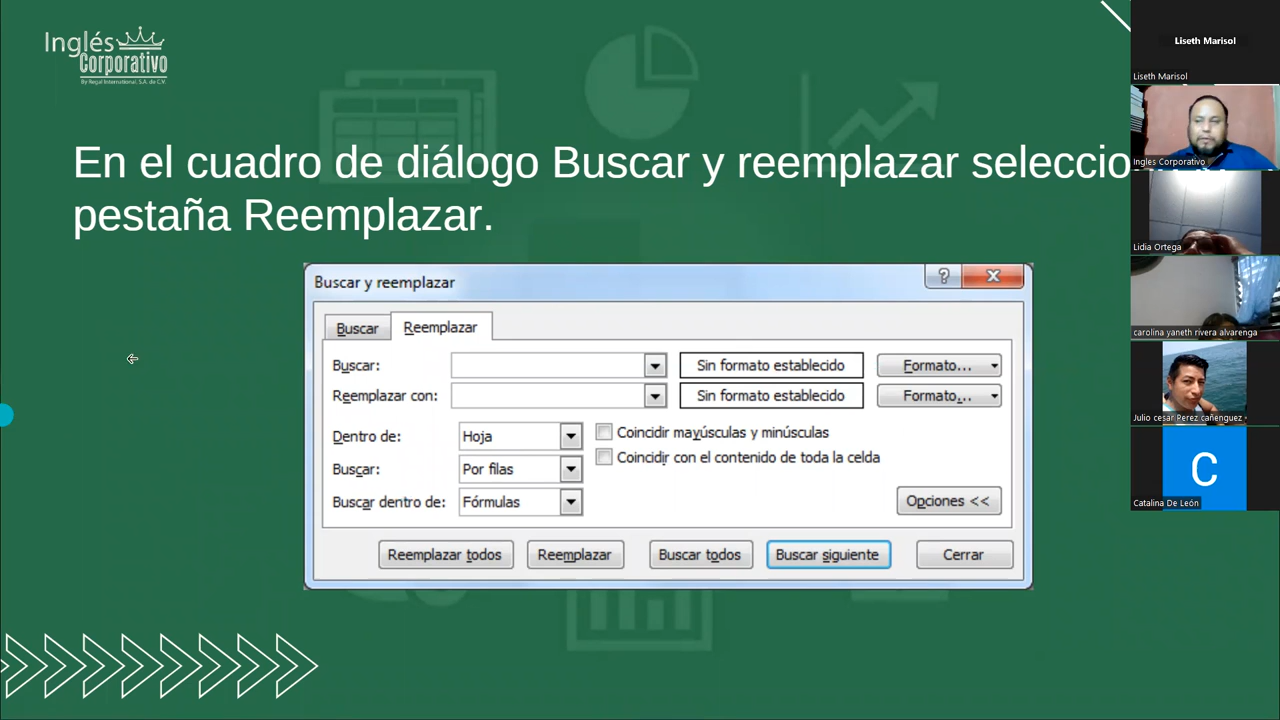 Inglés
Corporativo
By Regal International, S.A. de C.V.
En el cuadro de diálogo Buscar y reemplazar seleccio
pestaña Reemplazar.
Buscar y reemplazar
?
Buscar
Reemplazar
Buscar:
Sin formato establecido
Formato...
Reemplazar con:
Sin formato establecido
Formato...
Dentro de:
Hoja
Coincidir mayúsculas y minúsculas
Buscar:
Por filas
Coincidir con el contenido de toda la celda
Buscar dentro de:
Fórmulas
Opciones <<
Reemplazar todos
Reemplazar
Buscar todos
Buscar siguiente
Cerrar
Liseth Marisol
Liseth Marisol
Ingles Corporativo
Lidia Ortega
carolina yaneth rivera alvarenga
Julio cesar Perez cañenguez
C
Catalina De León